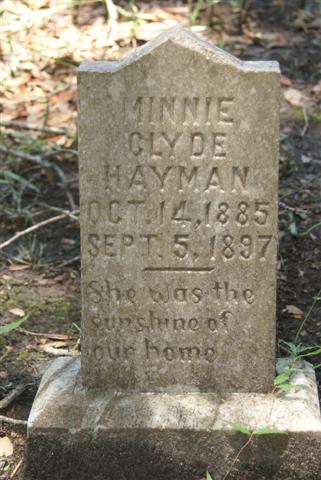 MINNIE
CLYDE
HAYMAN
OCT. 14, 1885
SEPT. 5, 1897
She was the
sunshine of
our home